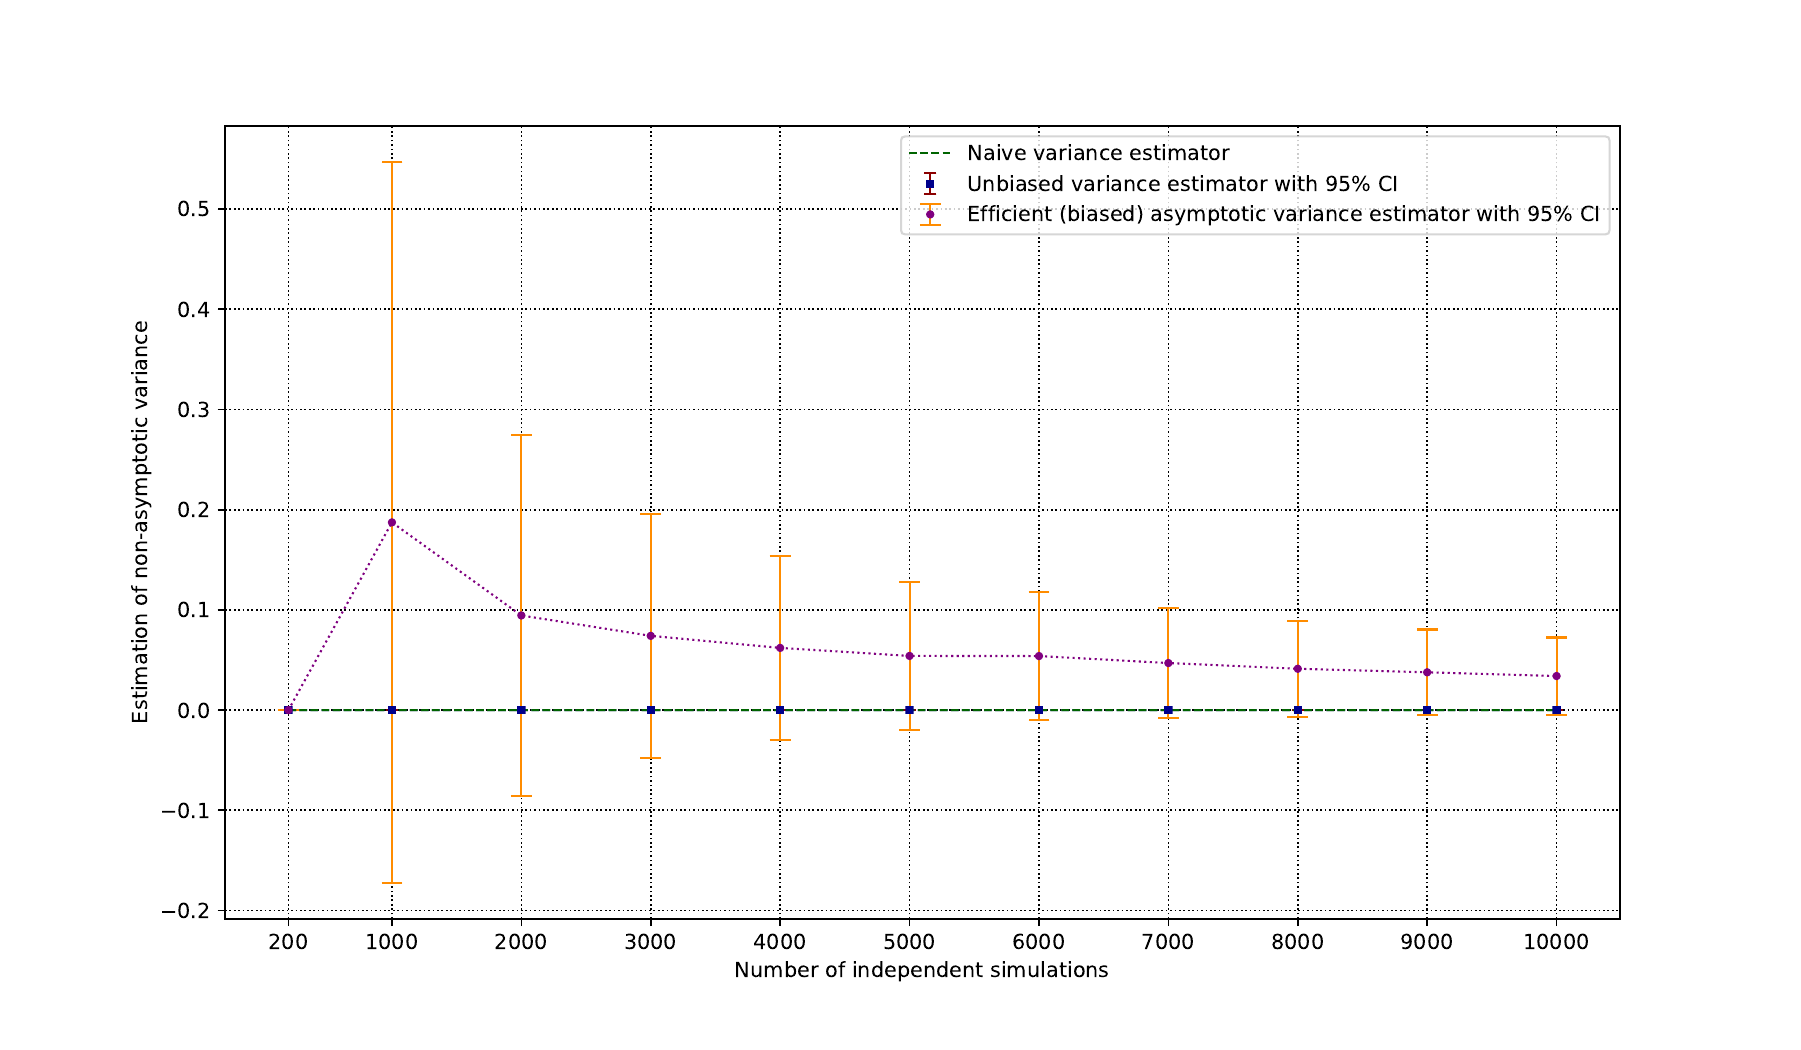 Naive variance estimator
Unbiased variance estimator with 95% CI
Efficient (biased) asymptotic variance estimator with 95% CI
Estimation of non-asymptotic variance
0.5
0.4
0.3
0.2
0.1
0.0
−0.1
−0.2
200 1000 2000 3000 4000 5000 6000 7000 8000 9000 10000
Number of independent simulations